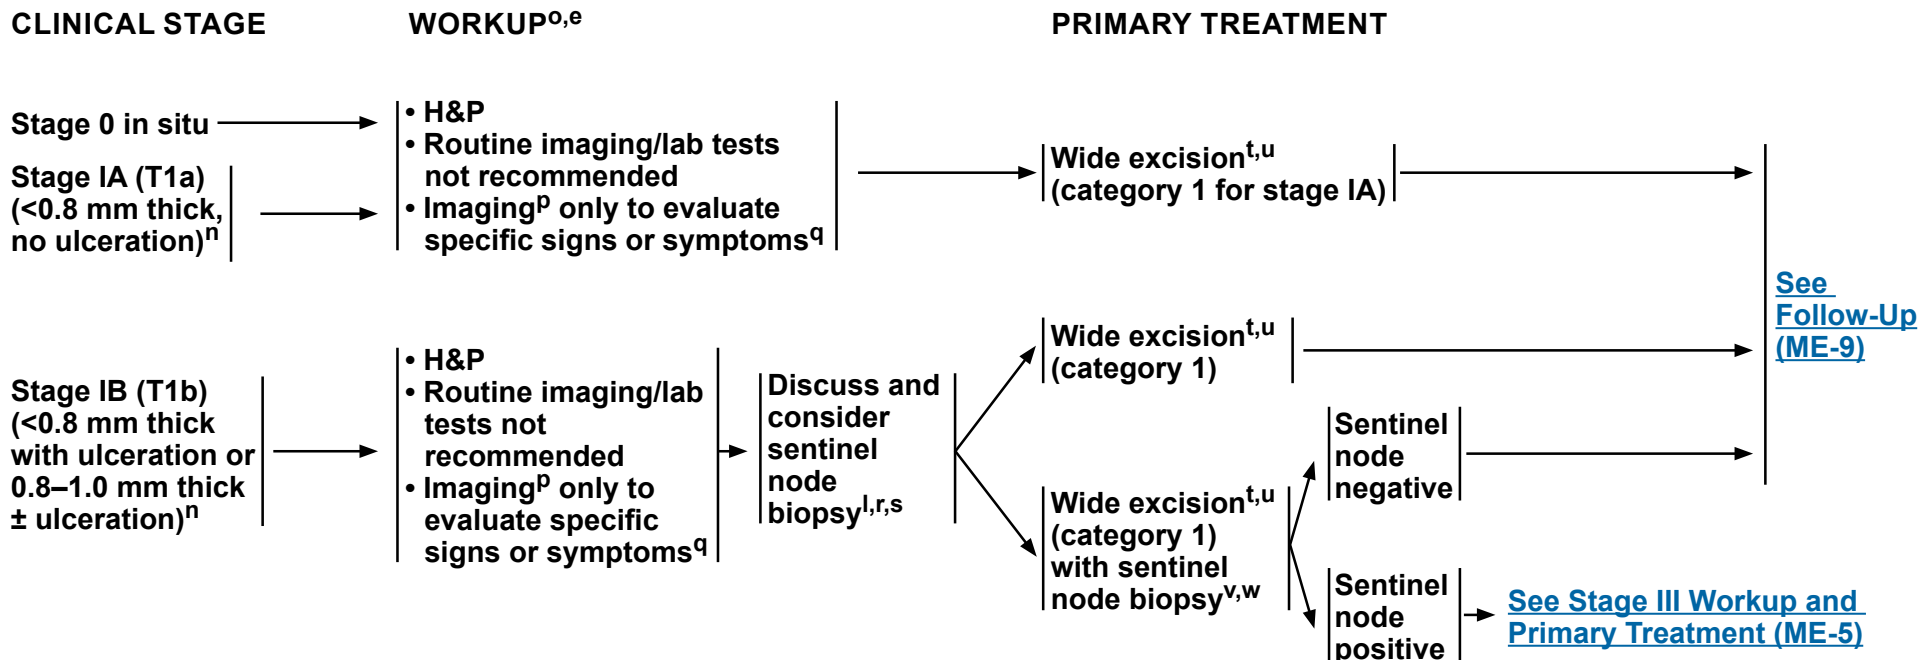 CLINICAL STAGE
WORKUPo,e
PRIMARY TREATMENT
Stage 0 in situ
Stage IA (T1a)
(<0.8 mm thick,
no ulceration)n
• H&P
• Routine imaging/lab tests
not recommended
• Imagingp only to evaluate
specific signs or symptomsq
Wide excisiont,u
(category 1 for stage IA)
See
Follow-Up
(ME-9)
Stage IB (T1b)
(<0.8 mm thick
with ulceration or
0.8–1.0 mm thick
± ulceration)n
• H&P
• Routine imaging/lab
tests not
recommended
• Imagingp only to
evaluate specific
signs or symptomsq
Discuss and
consider
sentinel
node
biopsyl,r,s
Wide excisiont,u
(category 1)
Wide excisiont,u
(category 1)
with sentinel
node biopsyv,w
Sentinel
node
negative
Sentinel
node
positive
See Stage III Workup and
Primary Treatment (ME-5)